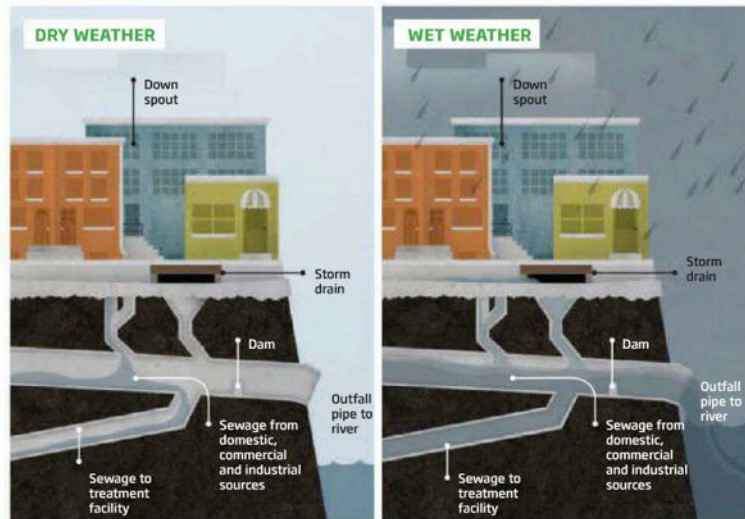 DRY WEATHER
Down
spout
Storm
drain
Dam
Outfall
pipe to
river
Sewage from
domestic,
commercial
and industrial
sources
Sewage to
treatment
facility
WET WEATHER
Down
spout
Storm
drain
Dam
Outfall
pipe to
river
Sewage from
domestic,
commercial
and industrial
sources
Sewage to
treatment
facility